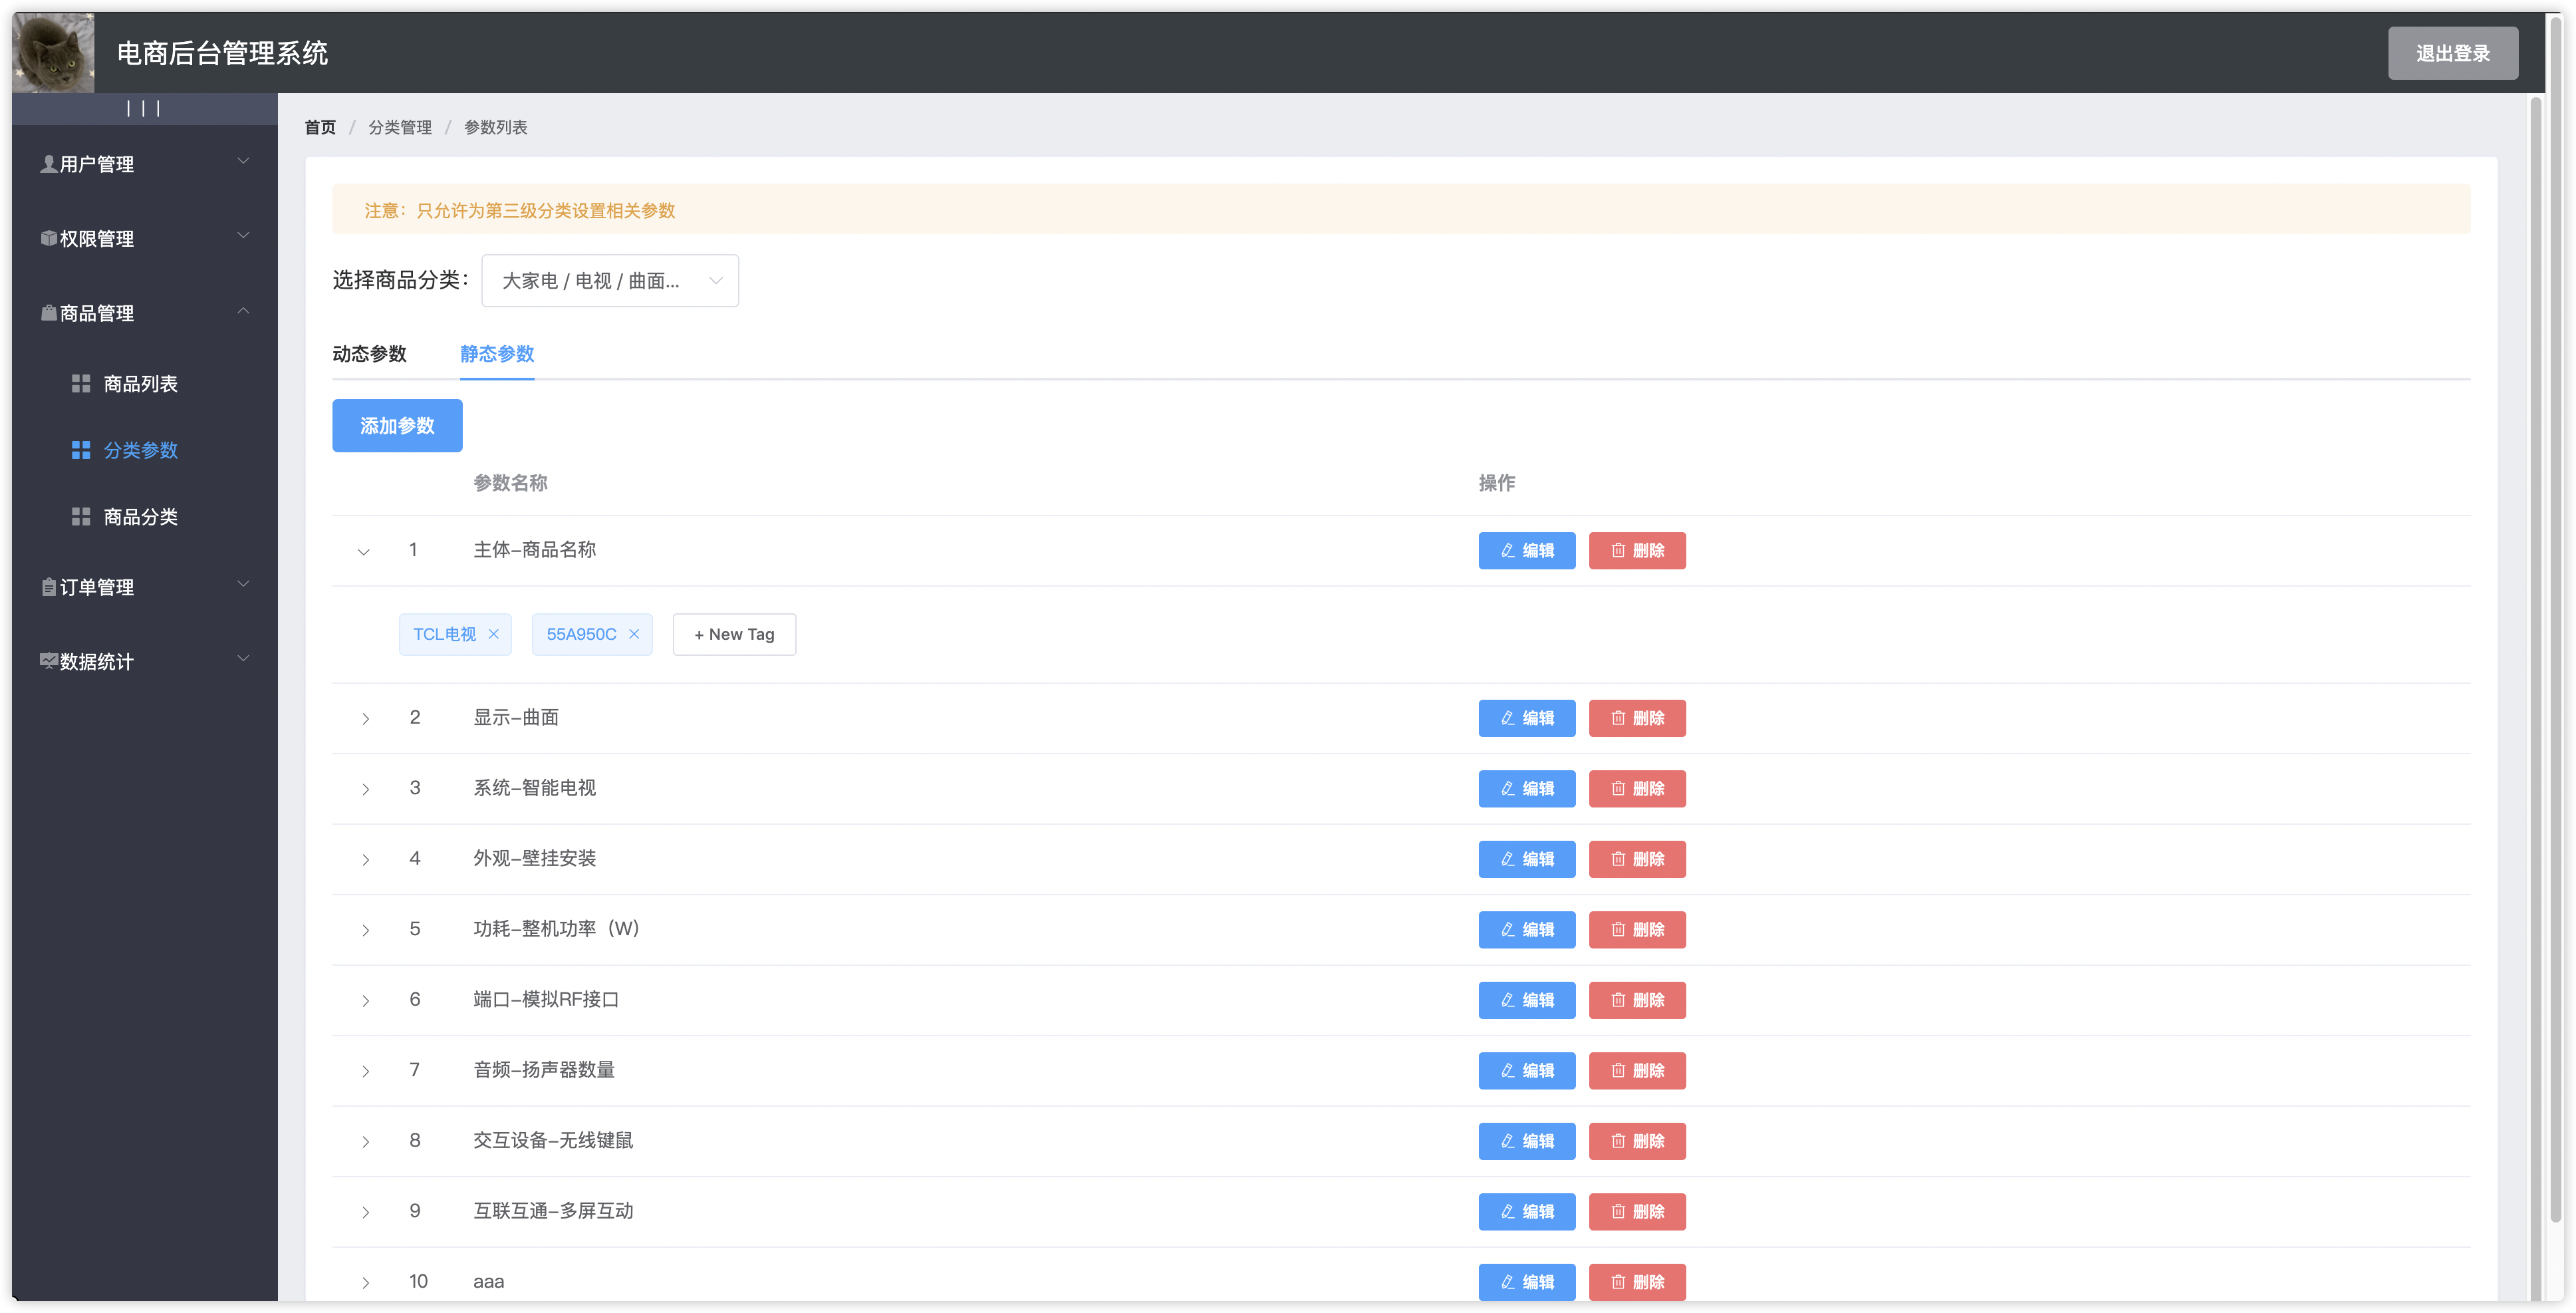 电商后台管理系统
退出登录
|||
用户管理
权限管理
商品管理
商品列表
分类参数
商品分类
订单管理
数据统计
首页 / 分类管理 / 参数列表
注意：只允许为第三级分类设置相关参数
选择商品分类： 大家电 / 电视 / 曲面...
动态参数 静态参数
添加参数
参数名称 操作
1 主体-商品名称 编辑 删除
TCL电视 55A950C + New Tag
2 显示-曲面 编辑 删除
3 系统-智能电视 编辑 删除
4 外观-壁挂安装 编辑 删除
5 功耗-整机功率（W） 编辑 删除
6 端口-模拟RF接口 编辑 删除
7 音频-扬声器数量 编辑 删除
8 交互设备-无线键鼠 编辑 删除
9 互联互通-多屏互动 编辑 删除
10 aaa 编辑 删除